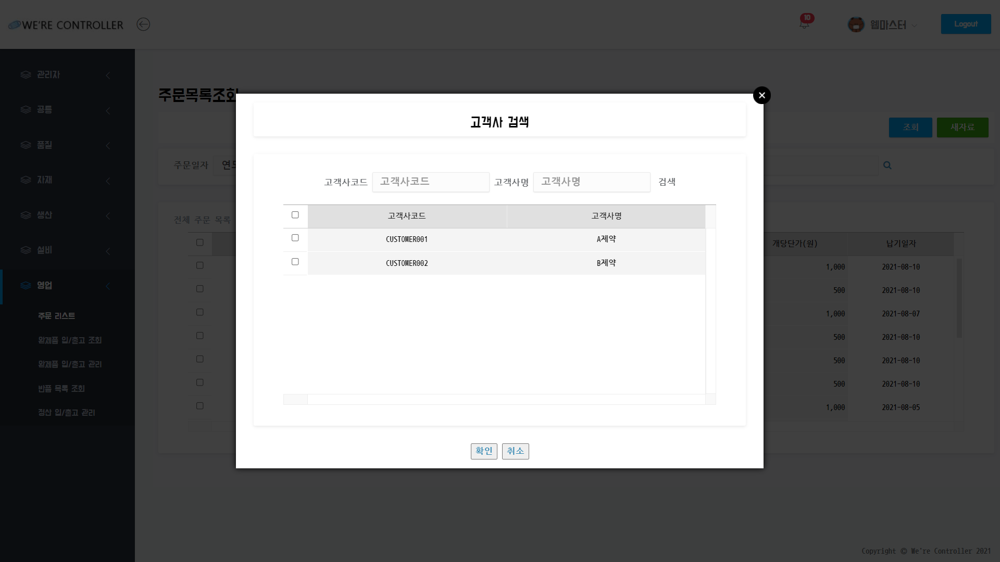 WE'RE CONTROLLER
10
웹마스터
Logout
관리자
공통
품질
자재
생산
설비
영업
주문 리스트
완제품 입/출고 조회
완제품 입/출고 관리
반품 목록 조회
정산 입/출고 관리
주문목록조회
조회
새자료
주문일자
전체 주문 목록
개당단가(원) 납기일자
1,000 2021-08-10
500 2021-08-10
1,000 2021-08-07
500 2021-08-10
500 2021-08-10
500 2021-08-10
1,000 2021-08-05
고객사 검색
고객사코드 고객사코드 고객사명 고객사명 검색
고객사코드 고객사명
CUSTOMER001 A제약
CUSTOMER002 B제약
확인 취소
Copyright © We're Controller 2021